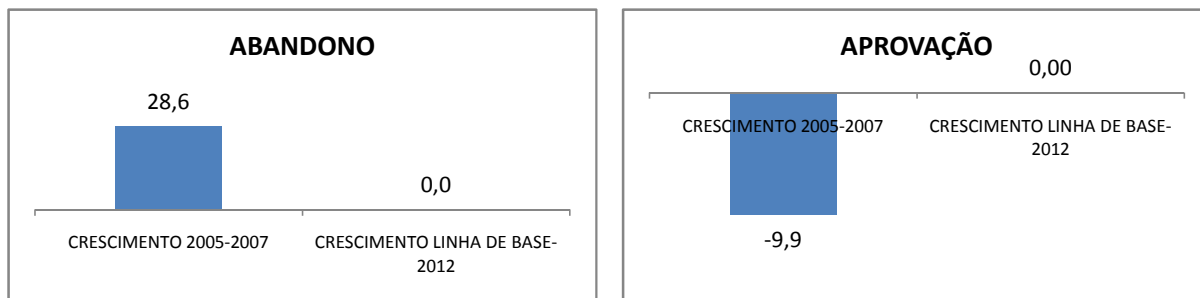 ABANDONO
28,6
0,0
CRESCIMENTO 2005-2007
CRESCIMENTO LINHA DE BASE-
2012
APROVAÇÃO
0,00
CRESCIMENTO 2005-2007
CRESCIMENTO LINHA DE BASE-
2012
-9,9